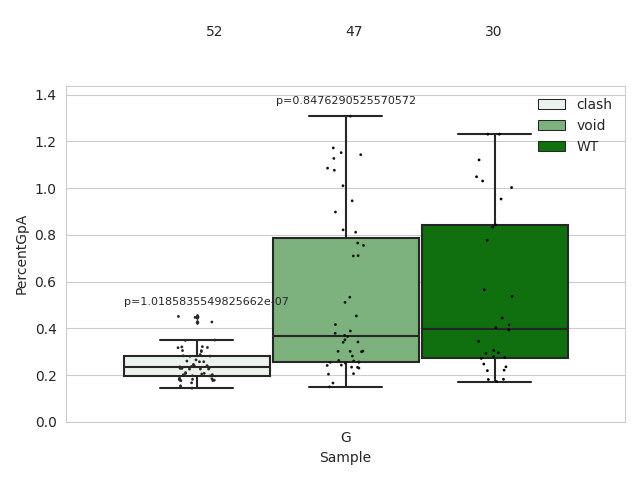 52 47 30
1.4
1.2
1.0
0.8
0.6
0.4
0.2
0.0
PercentGpA
p=0.8476290525570572
p=1.0185835549825662e-07
clash
void
WT
G
Sample